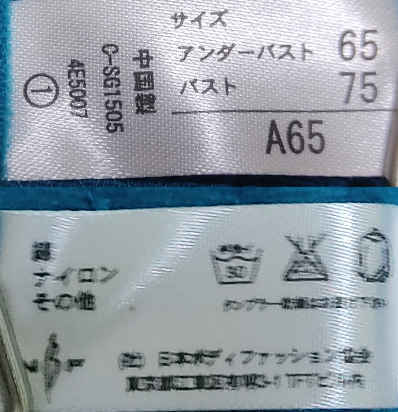 サイズ
アンダーバスト 65
バスト 75
A65
中国製
C-SG1505
4E5007
①
綿
ナイロン
その他
30
(社) 日本ボディファッション協会